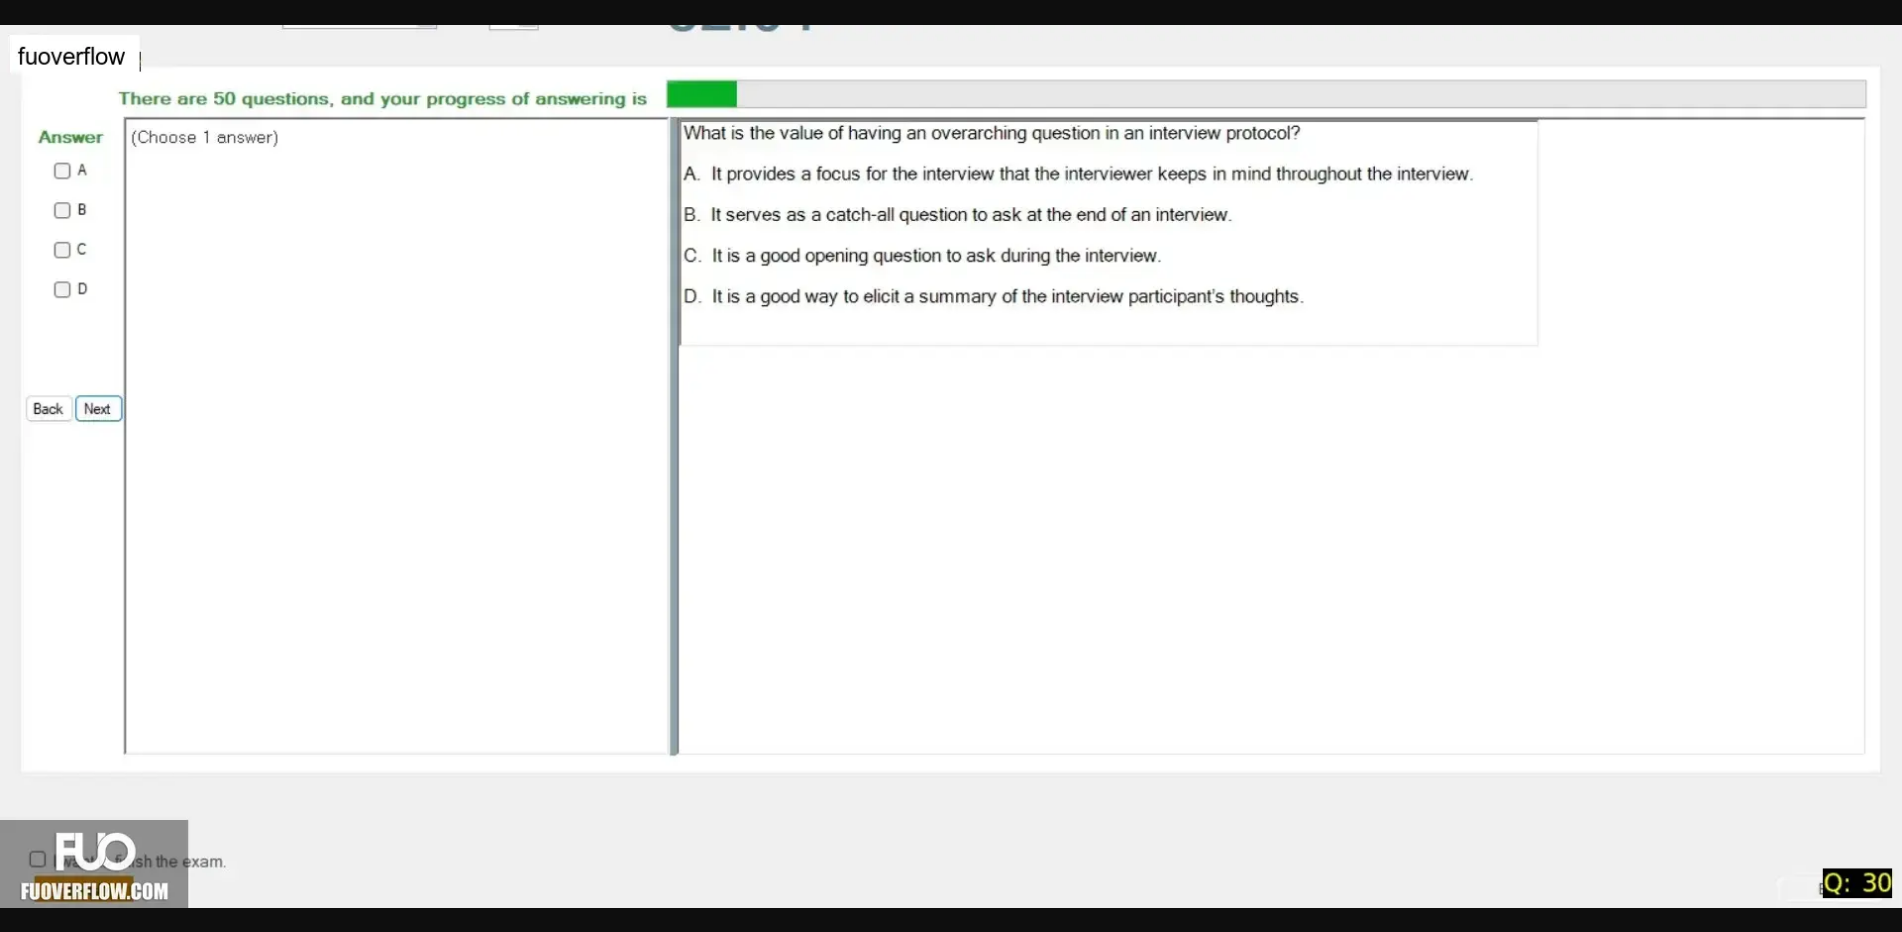 fuoverflow
There are 50 questions, and your progress of answering is
Answer
(Choose 1 answer)
A
B
C
D
Back
Next
What is the value of having an overarching question in an interview protocol?
A. It provides a focus for the interview that the interviewer keeps in mind throughout the interview.
B. It serves as a catch-all question to ask at the end of an interview.
C. It is a good opening question to ask during the interview.
D. It is a good way to elicit a summary of the interview participant's thoughts.
FUO
the exam.
FUOVERFLOW.COM
Q: 30